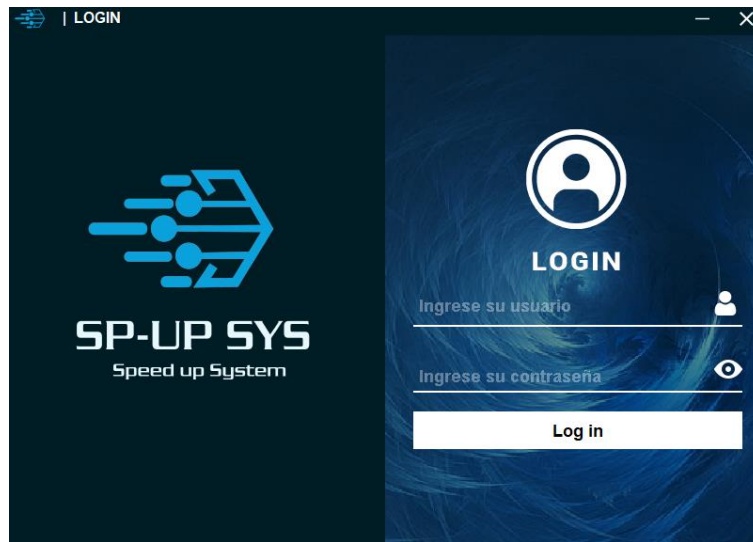 | LOGIN
SP-UP SYS
Speed up System
LOGIN
Ingrese su usuario
Ingrese su contraseña
Log in